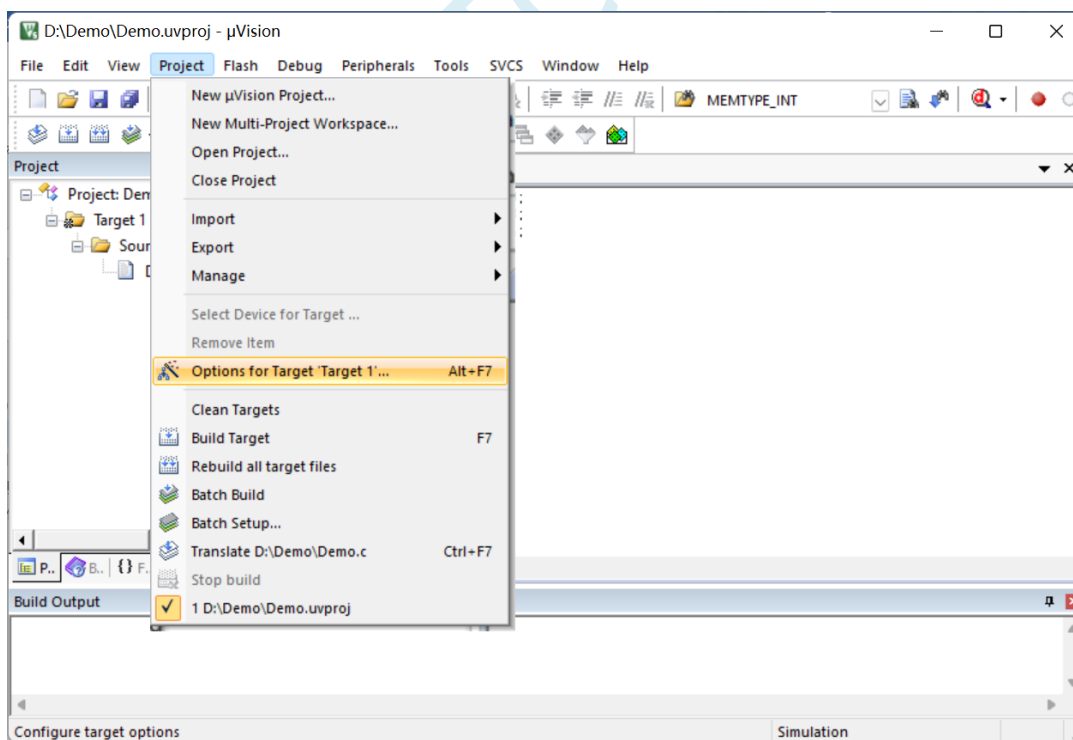 D:\Demo\Demo.uvproj - µVision
File Edit View Project Flash Debug Peripherals Tools SVCS Window Help
MEMTYPE_INT
Project
Project: Dem
Target 1
Sour
New µVision Project...
New Multi-Project Workspace...
Open Project...
Close Project
Import
Export
Manage
Select Device for Target ...
Remove Item
Options for Target 'Target 1'... Alt+F7
Clean Targets
Build Target F7
Rebuild all target files
Batch Build
Batch Setup...
Translate D:\Demo\Demo.c Ctrl+F7
Stop build
1 D:\Demo\Demo.uvproj
P.. B.. {} F.
Build Output
Configure target options
Simulation